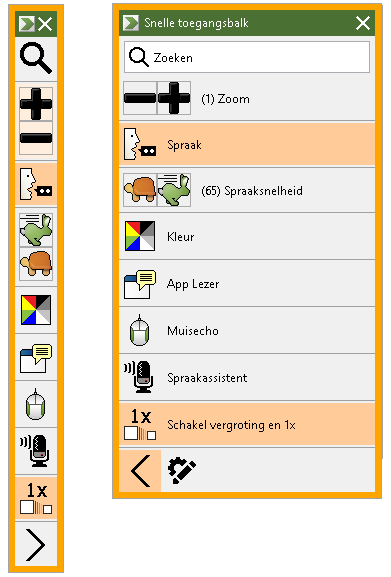 1x
Snelle toegangsbalk
Zoeken
(1) Zoom
Spraak
(65) Spraaksnelheid
Kleur
App Lezer
Muisecho
Spraakassistent
1x
Schakel vergroting en 1x